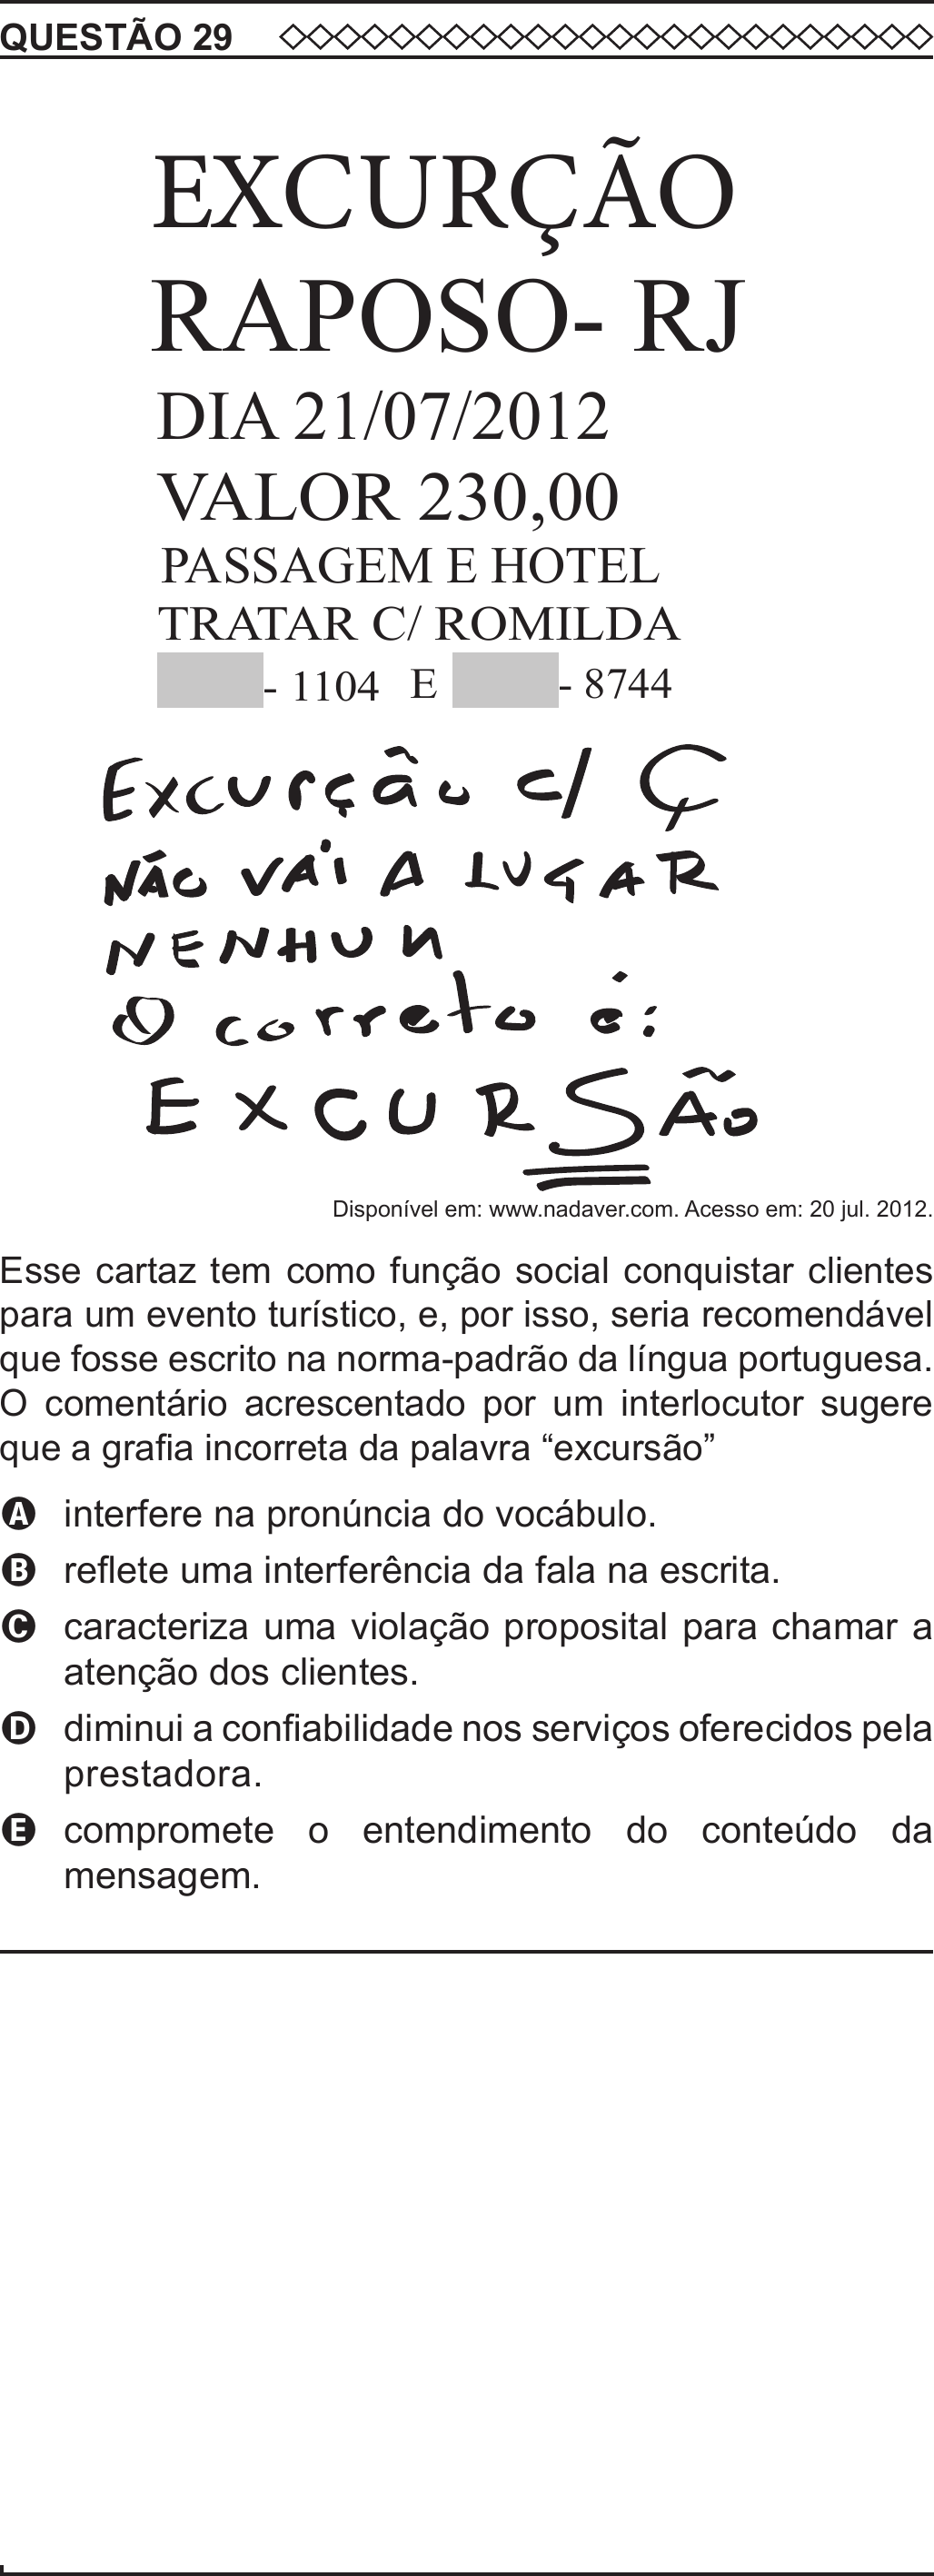 QUESTÃO 29
EXCURÇÃO
RAPOSO- RJ
DIA 21/07/2012
VALOR 230,00
PASSAGEM E HOTEL
TRATAR C/ ROMILDA
- 1104 E - 8744
Excurção c/ Ç
NÃO VAI A LUGAR
NENHUN
O correto é:
EXCURSÃO
Disponível em: www.nadaver.com. Acesso em: 20 jul. 2012.
Esse cartaz tem como função social conquistar clientes
para um evento turístico, e, por isso, seria recomendável
que fosse escrito na norma-padrão da língua portuguesa.
O comentário acrescentado por um interlocutor sugere
que a grafia incorreta da palavra “excursão”
A interfere na pronúncia do vocábulo.
B reflete uma interferência da fala na escrita.
C caracteriza uma violação proposital para chamar a
atenção dos clientes.
D diminui a confiabilidade nos serviços oferecidos pela
prestadora.
E compromete o entendimento do conteúdo da
mensagem.